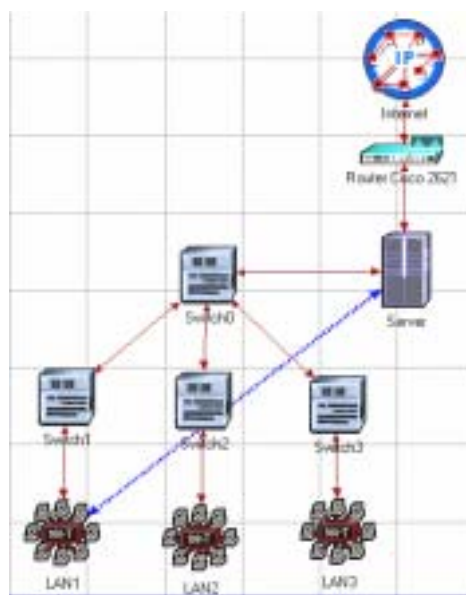 IP
Internet
Router Cisco 2621
Switch0
Server
Switch1
Switch2
Switch3
LAN1
LAN2
LAN3